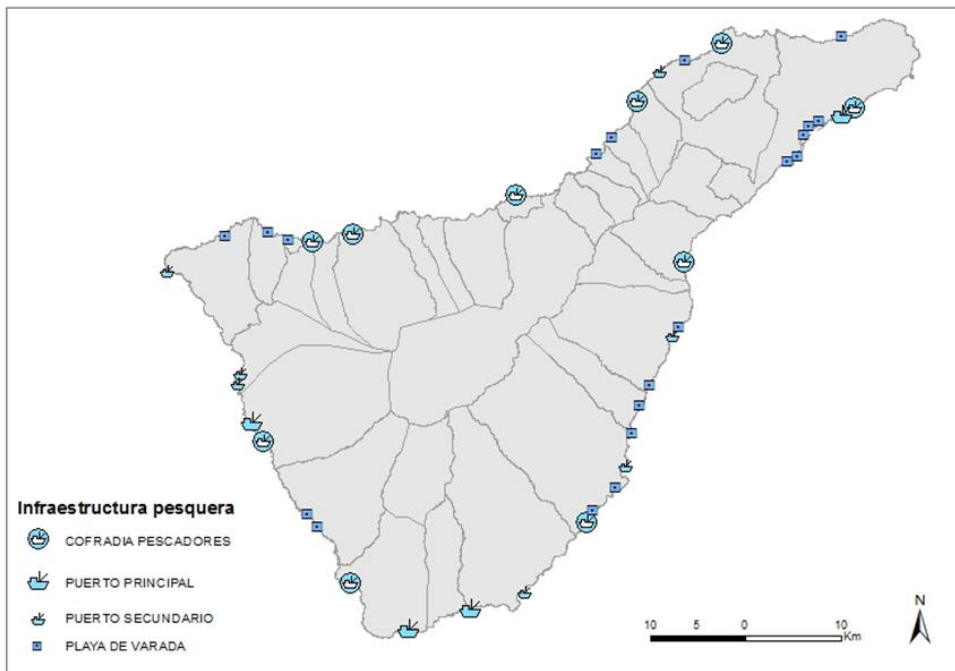 Infraestructura pesquera
COFRADIA PESCADORES
PUERTO PRINCIPAL
PUERTO SECUNDARIO
PLAYA DE VARADA
10 5 0 10
Km
N